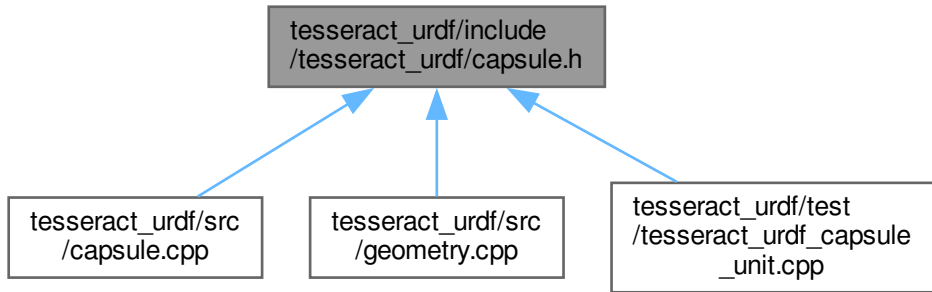 tesseract_urdf/include
/tesseract_urdf/capsule.h
tesseract_urdf/src
/capsule.cpp
tesseract_urdf/src
/geometry.cpp
tesseract_urdf/test
/tesseract_urdf_capsule
_unit.cpp